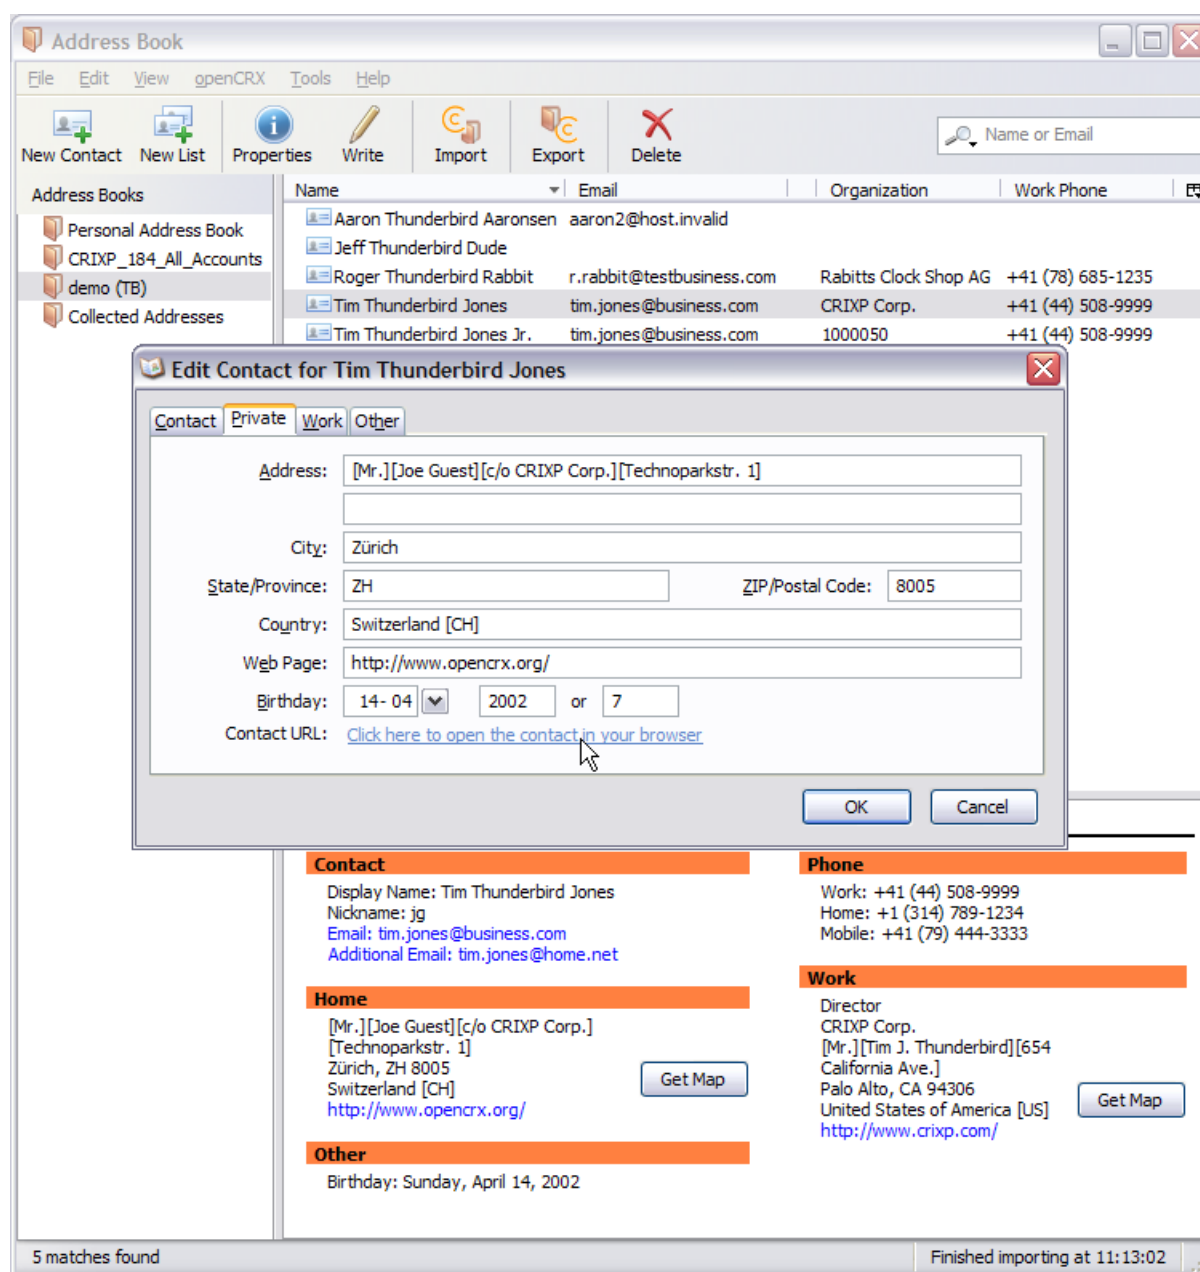 Address Book
File Edit View openCRX Tools Help
New Contact New List Properties Write Import Export Delete
Name or Email
Address Books
Personal Address Book
CRIXP_184_All_Accounts
demo (TB)
Collected Addresses
Name Email Organization Work Phone
Aaron Thunderbird Aaronsen aaron2@host.invalid
Jeff Thunderbird Dude
Roger Thunderbird Rabbit r.rabbit@testbusiness.com Rabitts Clock Shop AG +41 (78) 685-1235
Tim Thunderbird Jones tim.jones@business.com CRIXP Corp. +41 (44) 508-9999
Tim Thunderbird Jones Jr. tim.jones@business.com 1000050 +41 (44) 508-9999
Edit Contact for Tim Thunderbird Jones
Contact Private Work Other
Address: [Mr.][Joe Guest][c/o CRIXP Corp.][Technoparkstr. 1]
City: Zürich
State/Province: ZH ZIP/Postal Code: 8005
Country: Switzerland [CH]
Web Page: http://www.opencrx.org/
Birthday: 14- 04 2002 or 7
Contact URL: Click here to open the contact in your browser
OK Cancel
Contact
Display Name: Tim Thunderbird Jones
Nickname: jg
Email: tim.jones@business.com
Additional Email: tim.jones@home.net
Home
[Mr.][Joe Guest][c/o CRIXP Corp.]
[Technoparkstr. 1]
Zürich, ZH 8005
Switzerland [CH]
http://www.opencrx.org/
Get Map
Other
Birthday: Sunday, April 14, 2002
Phone
Work: +41 (44) 508-9999
Home: +1 (314) 789-1234
Mobile: +41 (79) 444-3333
Work
Director
CRIXP Corp.
[Mr.][Tim J. Thunderbird][654
California Ave.]
Palo Alto, CA 94306
United States of America [US]
http://www.crixp.com/
Get Map
5 matches found
Finished importing at 11:13:02